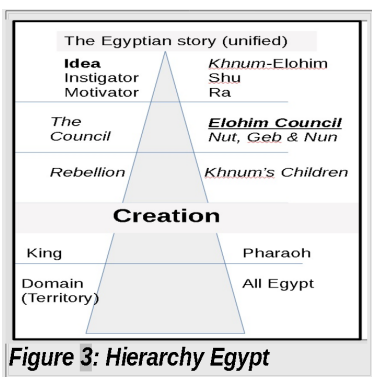 The Egyptian story (unified)
Idea Khnum-Elohim
Instigator Shu
Motivator Ra
The Elohim Council
Council Nut, Geb & Nun
Rebellion Khnum's Children
Creation
King Pharaoh
Domain All Egypt
(Territory)
Figure 3: Hierarchy Egypt